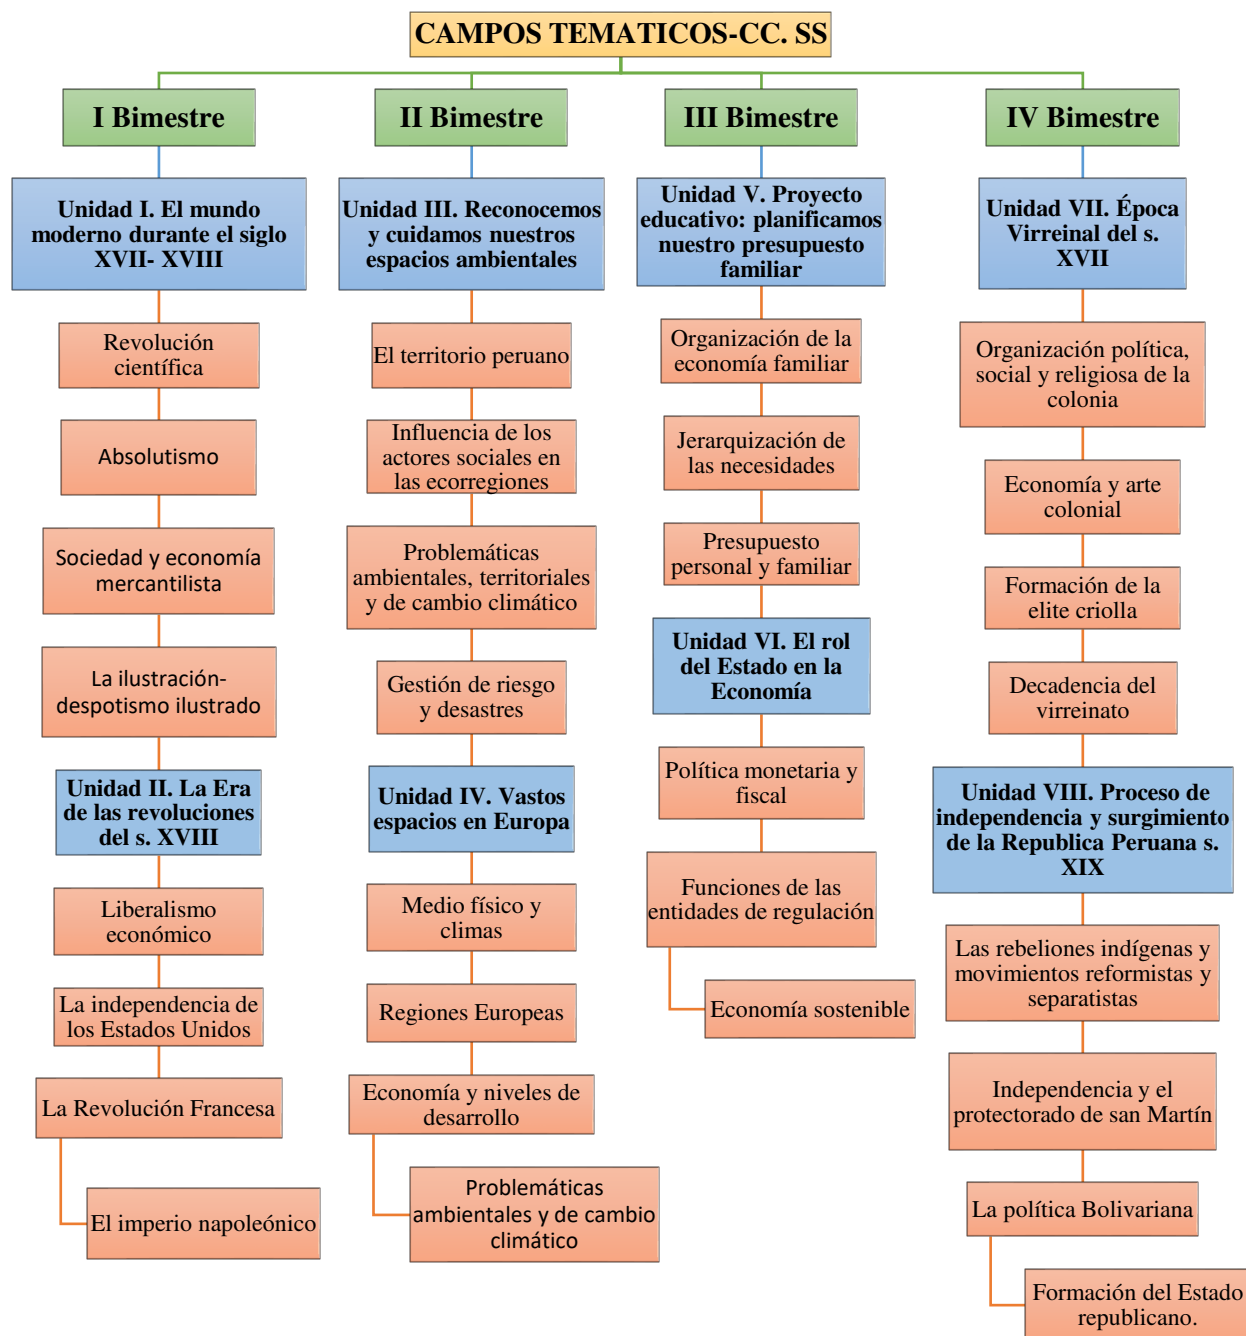 CAMPOS TEMATICOS-CC. SS
I Bimestre
Unidad I. El mundo
moderno durante el siglo
XVII- XVIII
Revolución
científica
Absolutismo
Sociedad y economía
mercantilista
La ilustración-
despotismo ilustrado
Unidad II. La Era
de las revoluciones
del s. XVIII
Liberalismo
económico
La independencia de
los Estados Unidos
La Revolución Francesa
El imperio napoleónico
II Bimestre
Unidad III. Reconocemos
y cuidamos nuestros
espacios ambientales
El territorio peruano
Influencia de los
actores sociales en
las ecorregiones
Problemáticas
ambientales, territoriales
y de cambio climático
Gestión de riesgo
y desastres
Unidad IV. Vastos
espacios en Europa
Medio físico y
climas
Regiones Europeas
Economía y niveles de
desarrollo
Problemáticas
ambientales y de cambio
climático
III Bimestre
Unidad V. Proyecto
educativo: planificamos
nuestro presupuesto
familiar
Organización de la
economía familiar
Jerarquización de
las necesidades
Presupuesto
personal y familiar
Unidad VI. El rol
del Estado en la
Economía
Política monetaria y
fiscal
Funciones de las
entidades de regulación
Economía sostenible
IV Bimestre
Unidad VII. Época
Virreinal del s.
XVII
Organización política,
social y religiosa de la
colonia
Economía y arte
colonial
Formación de la
elite criolla
Decadencia del
virreinato
Unidad VIII. Proceso de
independencia y surgimiento
de la Republica Peruana s.
XIX
Las rebeliones indígenas y
movimientos reformistas y
separatistas
Independencia y el
protectorado de san Martín
La política Bolivariana
Formación del Estado
republicano.